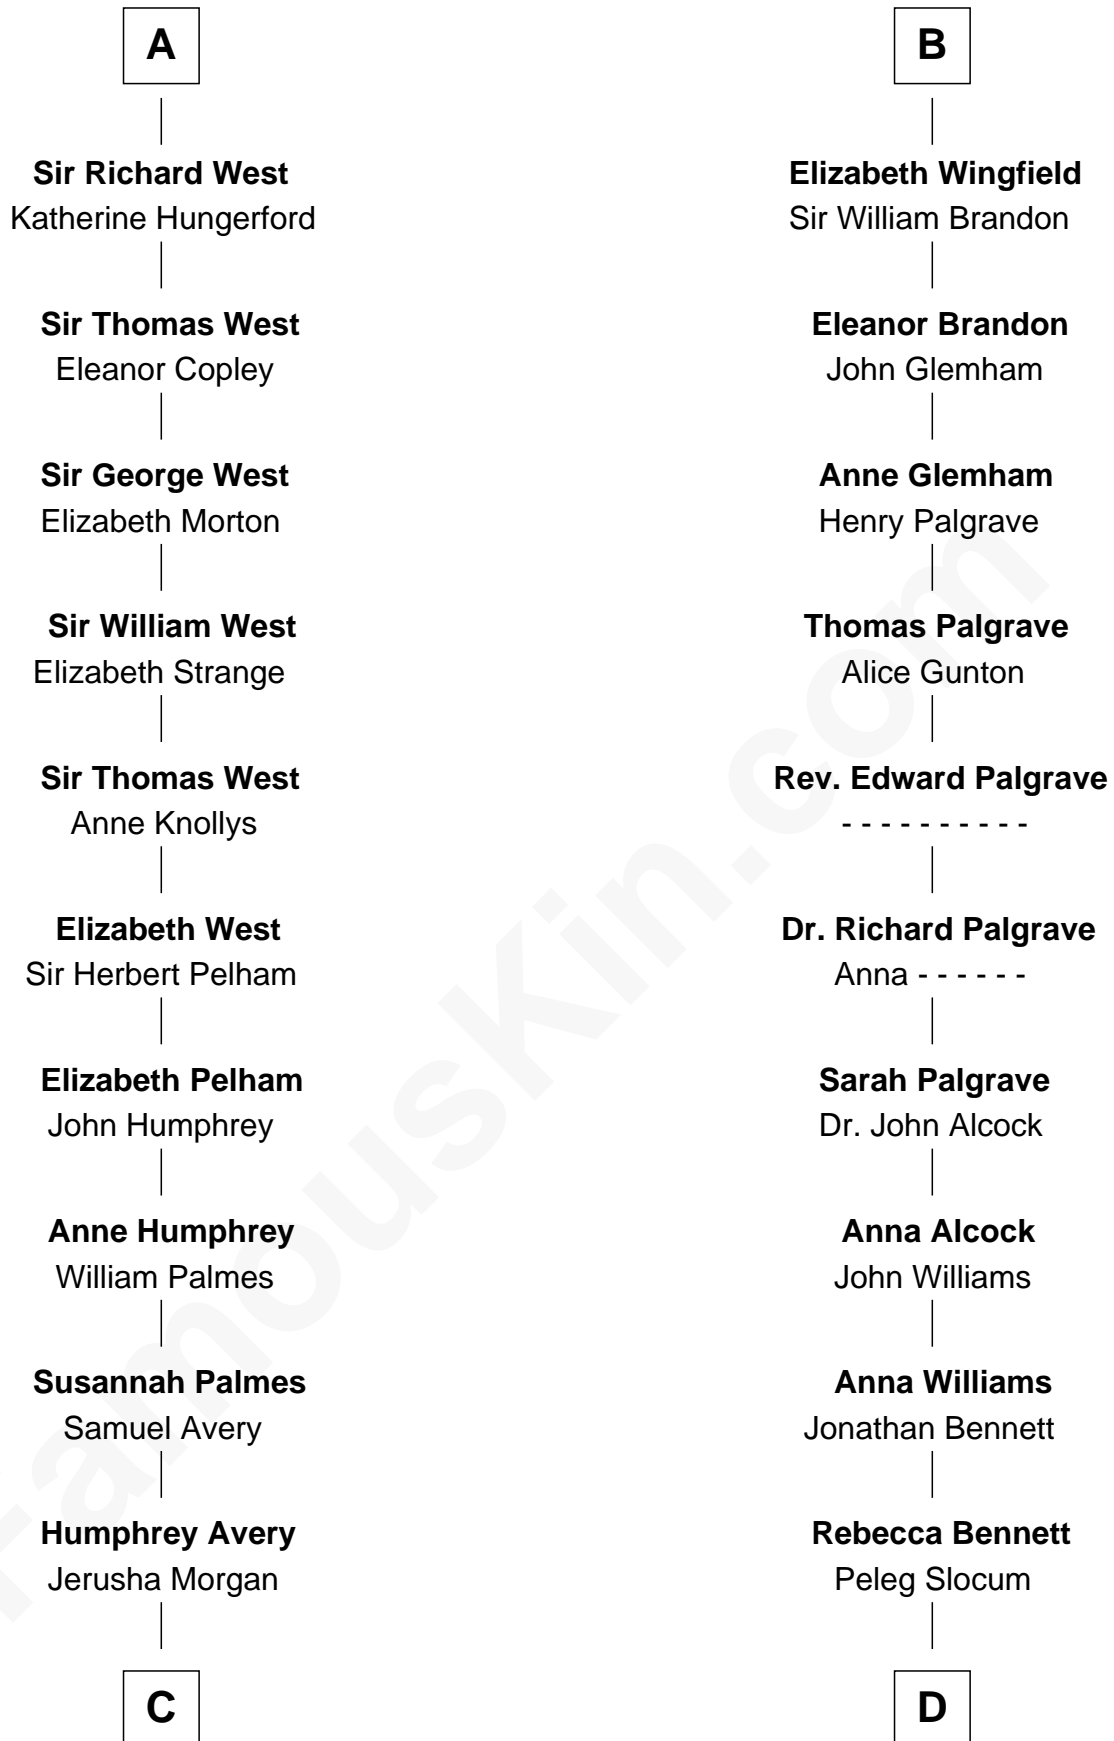 A
Sir Richard West
Katherine Hungerford
Sir Thomas West
Eleanor Copley
Sir George West
Elizabeth Morton
Sir William West
Elizabeth Strange
Sir Thomas West
Anne Knollys
Elizabeth West
Sir Herbert Pelham
Elizabeth Pelham
John Humphrey
Anne Humphrey
William Palmes
Susannah Palmes
Samuel Avery
Humphrey Avery
Jerusha Morgan
C
B
Elizabeth Wingfield
Sir William Brandon
Eleanor Brandon
John Glemham
Anne Glemham
Henry Palgrave
Thomas Palgrave
Alice Gunton
Rev. Edward Palgrave
- - - - - - - - - -
Dr. Richard Palgrave
Anna - - - - - -
Sarah Palgrave
Dr. John Alcock
Anna Alcock
John Williams
Anna Williams
Jonathan Bennett
Rebecca Bennett
Peleg Slocum
D
FamousKin.com